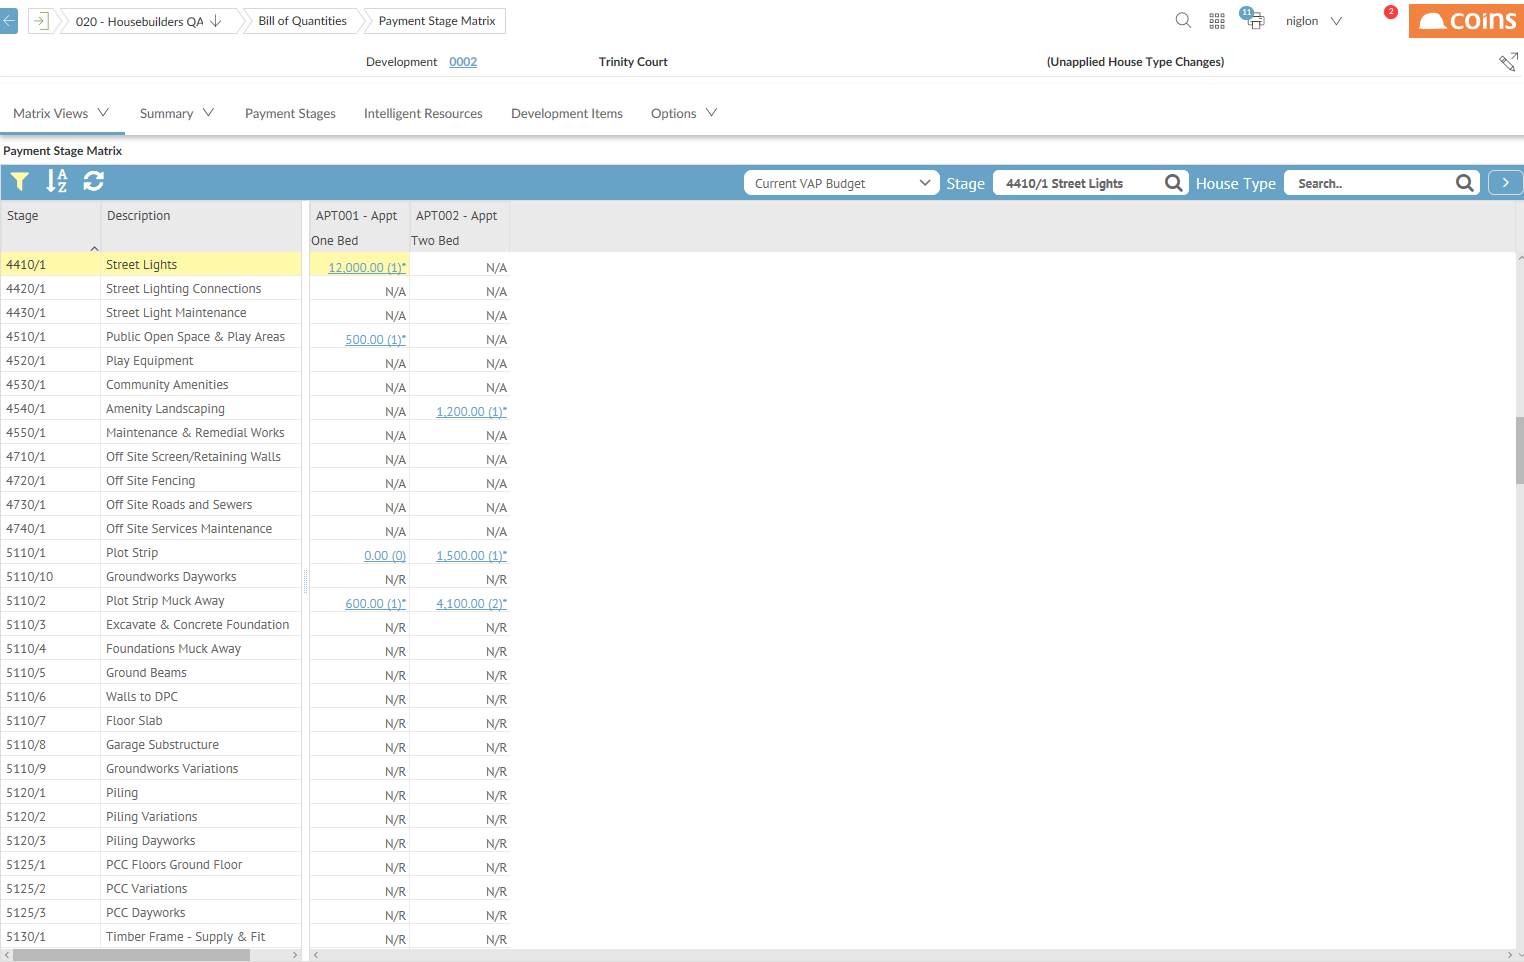 020 - Housebuilders QA
Bill of Quantities
Payment Stage Matrix
11
niglon
2
coins
Development 0002 Trinity Court (Unapplied House Type Changes)
Matrix Views Summary Payment Stages Intelligent Resources Development Items Options
Payment Stage Matrix
A
Z
Current VAP Budget Stage 4410/1 Street Lights House Type Search..
Stage Description APT001 - Appt One Bed APT002 - Appt Two Bed
4410/1 Street Lights 12,000.00 (1)* N/A
4420/1 Street Lighting Connections N/A N/A
4430/1 Street Light Maintenance N/A N/A
4510/1 Public Open Space & Play Areas 500.00 (1)* N/A
4520/1 Play Equipment N/A N/A
4530/1 Community Amenities N/A N/A
4540/1 Amenity Landscaping N/A 1,200.00 (1)*
4550/1 Maintenance & Remedial Works N/A N/A
4710/1 Off Site Screen/Retaining Walls N/A N/A
4720/1 Off Site Fencing N/A N/A
4730/1 Off Site Roads and Sewers N/A N/A
4740/1 Off Site Services Maintenance N/A N/A
5110/1 Plot Strip 0.00 (0) 1,500.00 (1)*
5110/10 Groundworks Dayworks N/R N/R
5110/2 Plot Strip Muck Away 600.00 (1)* 4,100.00 (2)*
5110/3 Excavate & Concrete Foundation N/R N/R
5110/4 Foundations Muck Away N/R N/R
5110/5 Ground Beams N/R N/R
5110/6 Walls to DPC N/R N/R
5110/7 Floor Slab N/R N/R
5110/8 Garage Substructure N/R N/R
5110/9 Groundworks Variations N/R N/R
5120/1 Piling N/R N/R
5120/2 Piling Variations N/R N/R
5120/3 Piling Dayworks N/R N/R
5125/1 PCC Floors Ground Floor N/R N/R
5125/2 PCC Variations N/R N/R
5125/3 PCC Dayworks N/R N/R
5130/1 Timber Frame - Supply & Fit N/R N/R